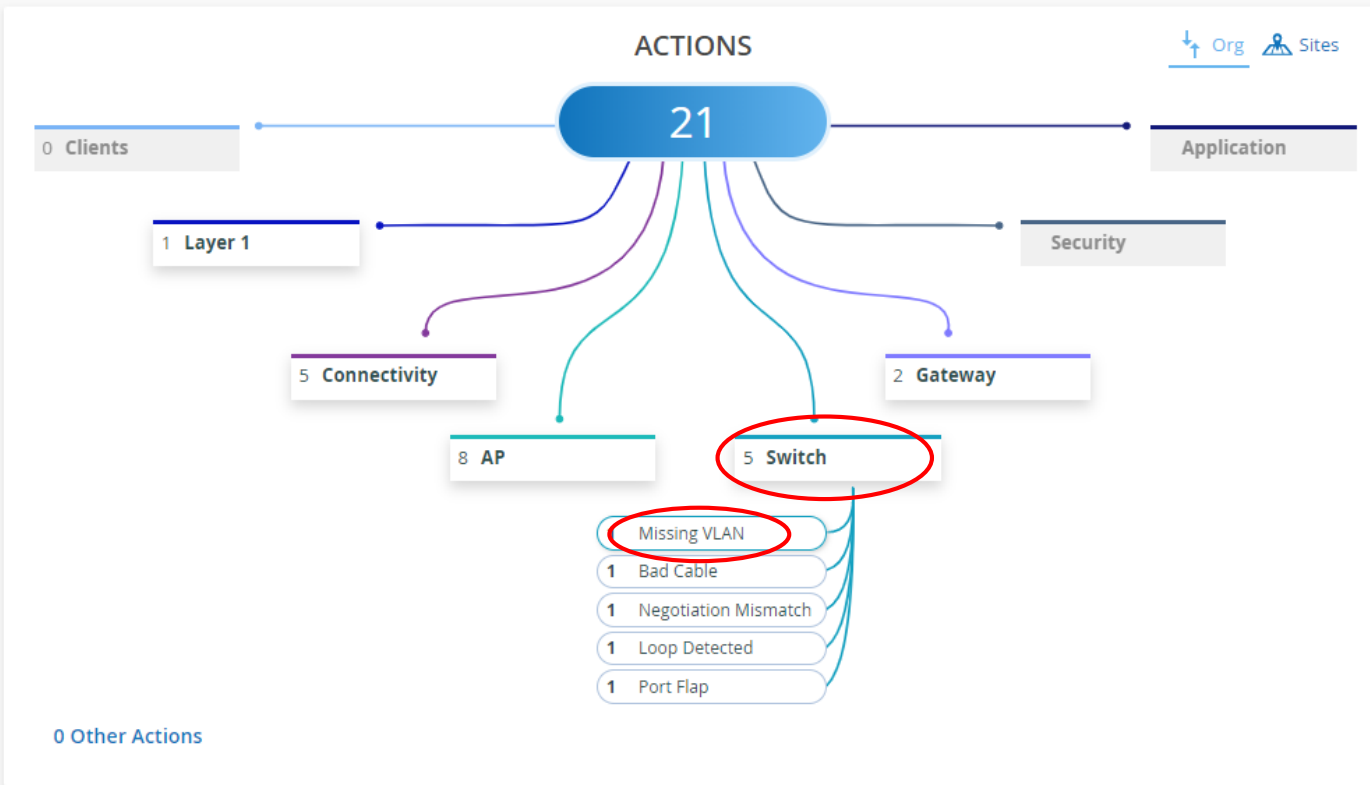 ACTIONS
Org
Sites
21
0 Clients
Application
1 Layer 1
Security
5 Connectivity
2 Gateway
8 AP
5 Switch
Missing VLAN
1 Bad Cable
1 Negotiation Mismatch
1 Loop Detected
1 Port Flap
0 Other Actions